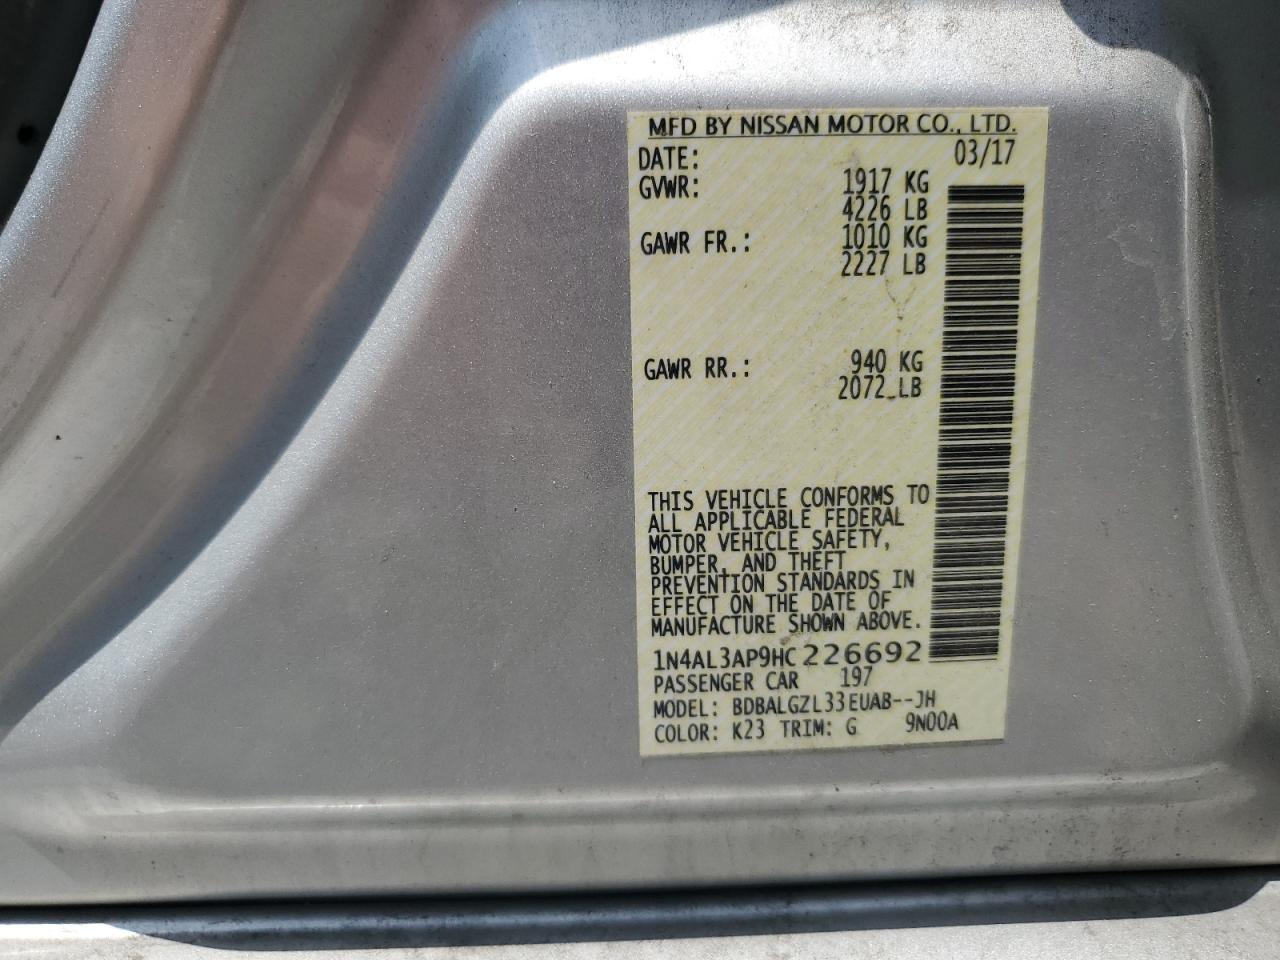 MFD BY NISSAN MOTOR CO., LTD.
DATE: 03/17
GVWR: 1917 KG
4226 LB
GAWR FR.: 1010 KG
2227 LB
GAWR RR.: 940 KG
2072 LB
THIS VEHICLE CONFORMS TO
ALL APPLICABLE FEDERAL
MOTOR VEHICLE SAFETY,
BUMPER, AND THEFT
PREVENTION STANDARDS IN
EFFECT ON THE DATE OF
MANUFACTURE SHOWN ABOVE.
1N4AL3AP9HC226692
PASSENGER CAR 197
MODEL: BDBALGZL33EUAB--JH
COLOR: K23 TRIM: G 9N00A